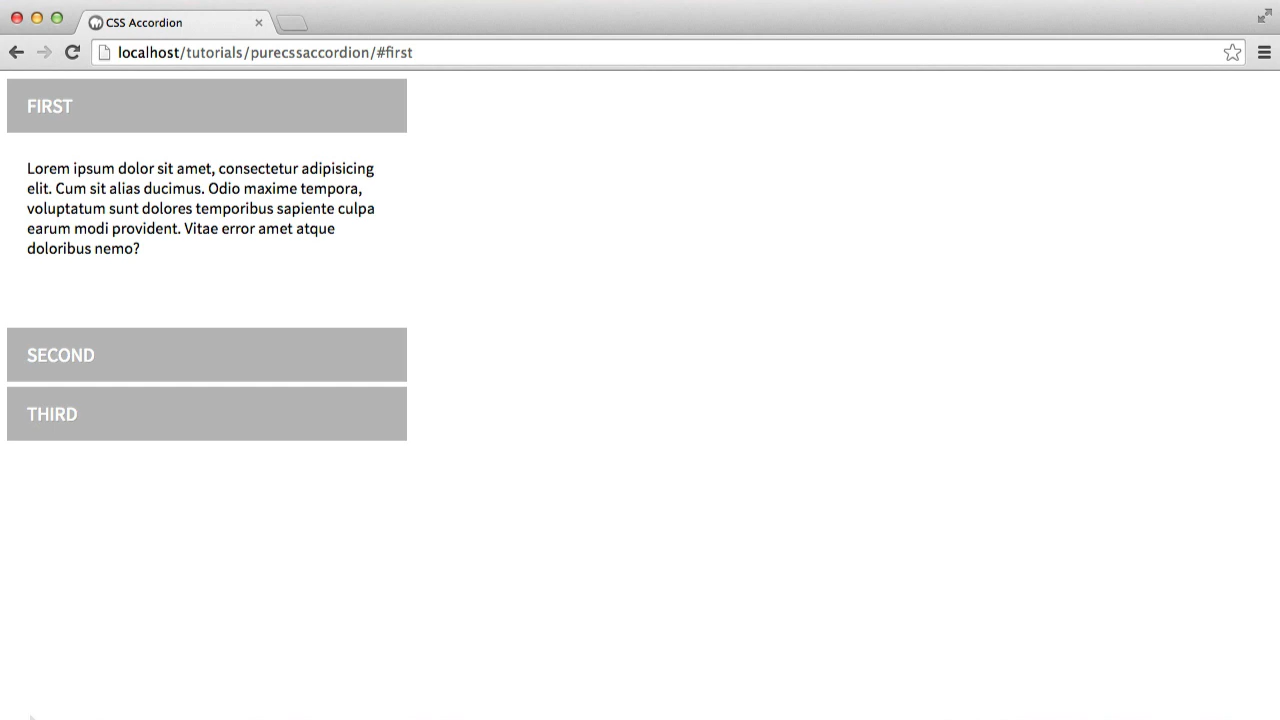 CSS Accordion
localhost/tutorials/purecssaccordion/#first
FIRST
Lorem ipsum dolor sit amet, consectetur adipisicing
elit. Cum sit alias ducimus. Odio maxime tempora,
voluptatum sunt dolores temporibus sapiente culpa
earum modi provident. Vitae error amet atque
doloribus nemo?
SECOND
THIRD